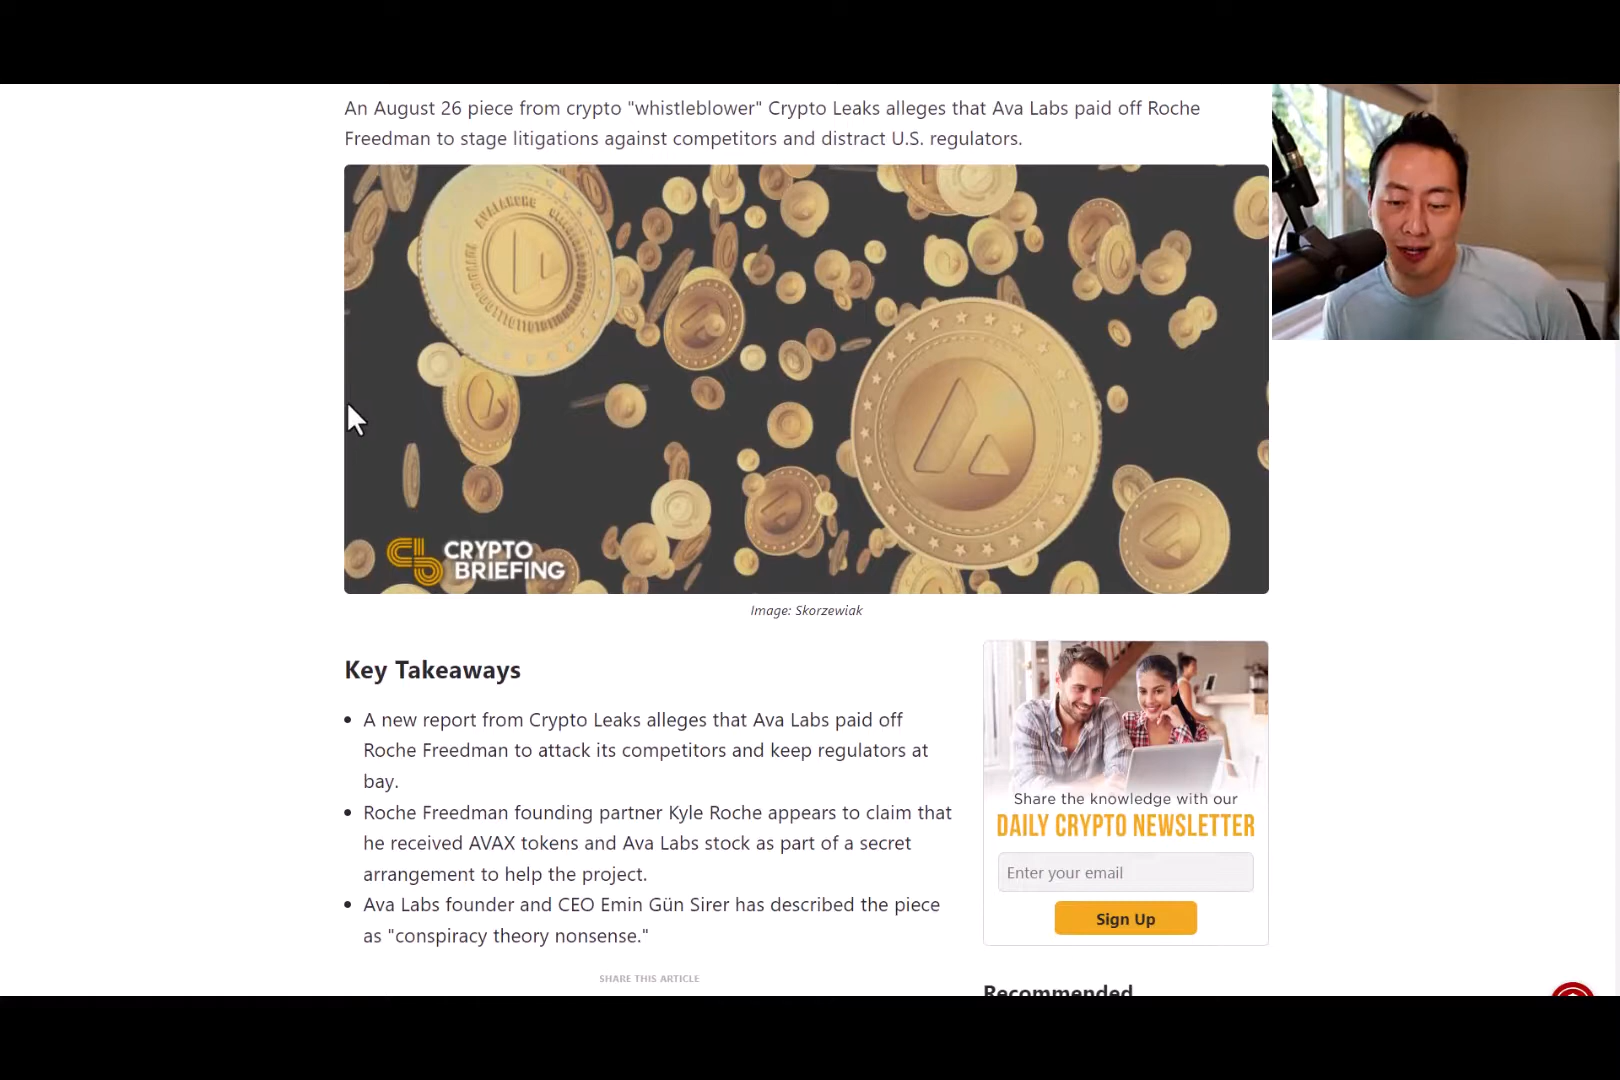 An August 26 piece from crypto "whistleblower" Crypto Leaks alleges that Ava Labs paid off Roche
Freedman to stage litigations against competitors and distract U.S. regulators.
AVALANCHE
CRYPTO
BRIEFING
Image: Skorzewiak
Key Takeaways
• A new report from Crypto Leaks alleges that Ava Labs paid off
Roche Freedman to attack its competitors and keep regulators at
bay.
• Roche Freedman founding partner Kyle Roche appears to claim that
he received AVAX tokens and Ava Labs stock as part of a secret
arrangement to help the project.
• Ava Labs founder and CEO Emin Gün Sirer has described the piece
as "conspiracy theory nonsense."
SHARE THIS ARTICLE
Share the knowledge with our
DAILY CRYPTO NEWSLETTER
Enter your email
Sign Up
Recommended